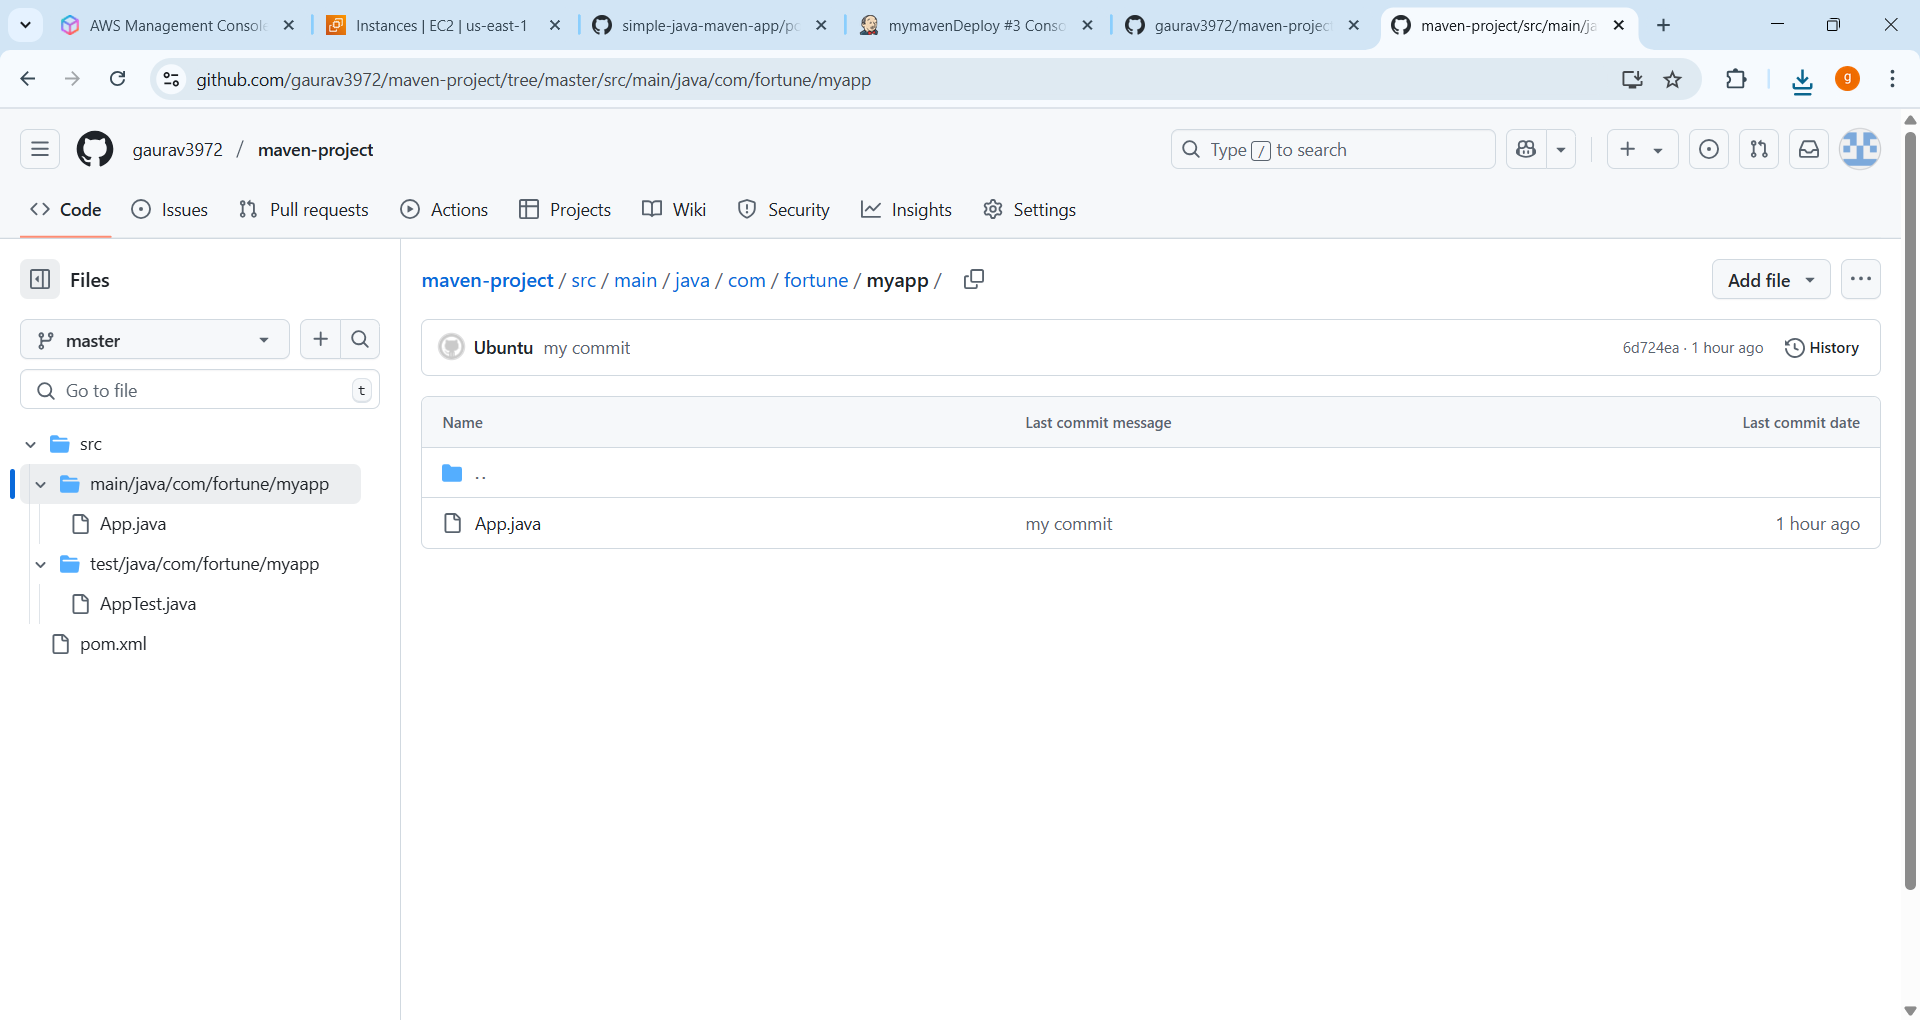 AWS Management Console
Instances | EC2 | us-east-1
simple-java-maven-app/po
mymavenDeploy #3 Conso
gaurav3972/maven-project
maven-project/src/main/ja
github.com/gaurav3972/maven-project/tree/master/src/main/java/com/fortune/myapp
g
gaurav3972 / maven-project
Type / to search
Code
Issues
Pull requests
Actions
Projects
Wiki
Security
Insights
Settings
Files
maven-project / src / main / java / com / fortune / myapp /
Add file
master
Ubuntu my commit
6d724ea · 1 hour ago
History
Go to file
t
Name
Last commit message
Last commit date
src
..
main/java/com/fortune/myapp
App.java
App.java
my commit
1 hour ago
test/java/com/fortune/myapp
AppTest.java
pom.xml